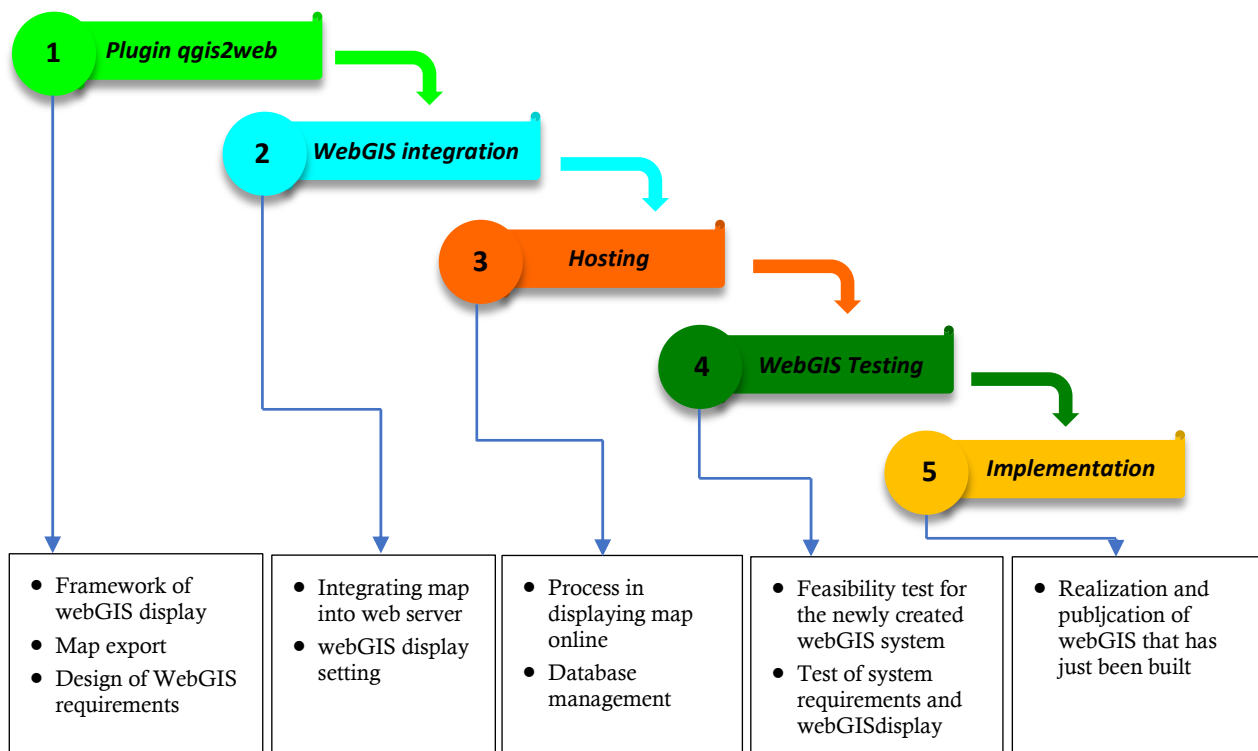 1
Plugin qgis2web
2
WebGIS integration
3
Hosting
4
WebGIS Testing
5
Implementation
• Framework of
webGIS display
• Map export
• Design of WebGIS
requirements
• Integrating map
into web server
• webGIS display
setting
• Process in
displaying map
online
• Database
management
• Feasibility test for
the newly created
webGIS system
• Test of system
requirements and
webGISdisplay
• Realization and
publjcation of
webGIS that has
just been built